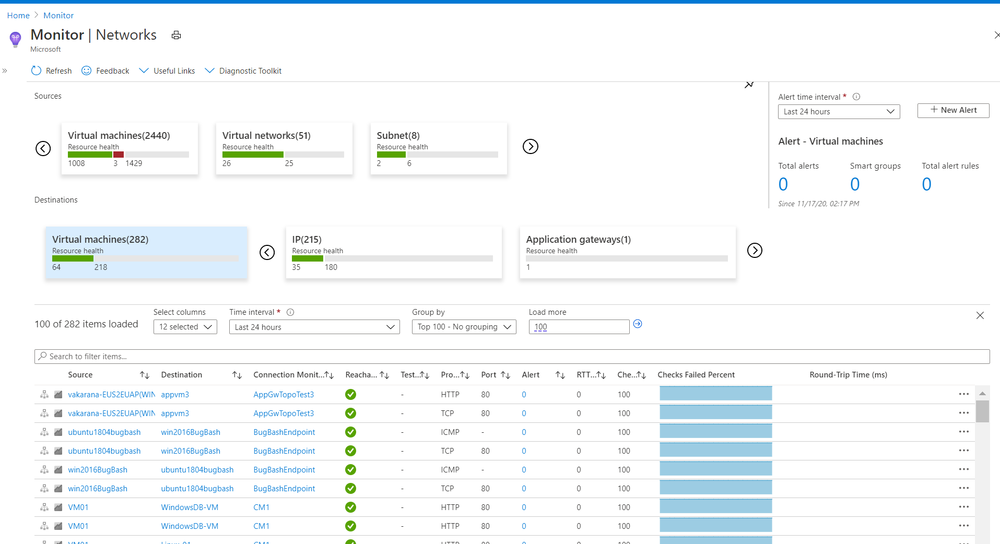 Home > Monitor
Monitor | Networks
Microsoft
Refresh Feedback Useful Links Diagnostic Toolkit
Sources
Virtual machines(2440)
Resource health
1008 3 1429
Virtual networks(51)
Resource health
26 25
Subnet(8)
Resource health
2 6
Alert time interval * 
Last 24 hours
+ New Alert
Alert - Virtual machines
Total alerts Smart groups Total alert rules
0 0 0
Since 11/17/20, 02:17 PM
Destinations
Virtual machines(282)
Resource health
64 218
IP(215)
Resource health
35 180
Application gateways(1)
Resource health
1
100 of 282 items loaded
Select columns
12 selected
Time interval *
Last 24 hours
Group by
Top 100 - No grouping
Load more
100
Search to filter items...
Source Destination Connection Monit... Reacha... Test... Pro... Port Alert RTT... Che... Checks Failed Percent Round-Trip Time (ms)
vakarana-EUS2EUAP(WIN appvm3 AppGwTopoTest3 - HTTP 80 0 0 100
vakarana-EUS2EUAP(WIN appvm3 AppGwTopoTest3 - TCP 80 0 0 100
ubuntu1804bugbash win2016BugBash BugBashEndpoint - ICMP - 0 0 100
ubuntu1804bugbash win2016BugBash BugBashEndpoint - TCP 80 0 0 100
win2016BugBash ubuntu1804bugbash BugBashEndpoint - ICMP - 0 0 100
win2016BugBash ubuntu1804bugbash BugBashEndpoint - TCP 80 0 0 100
VM01 WindowsDB-VM CM1 - HTTP 80 0 0 100
VM01 WindowsDB-VM CM1 - HTTP 80 0 0 100
VM01 CM1 HTTP 80 0 0 100